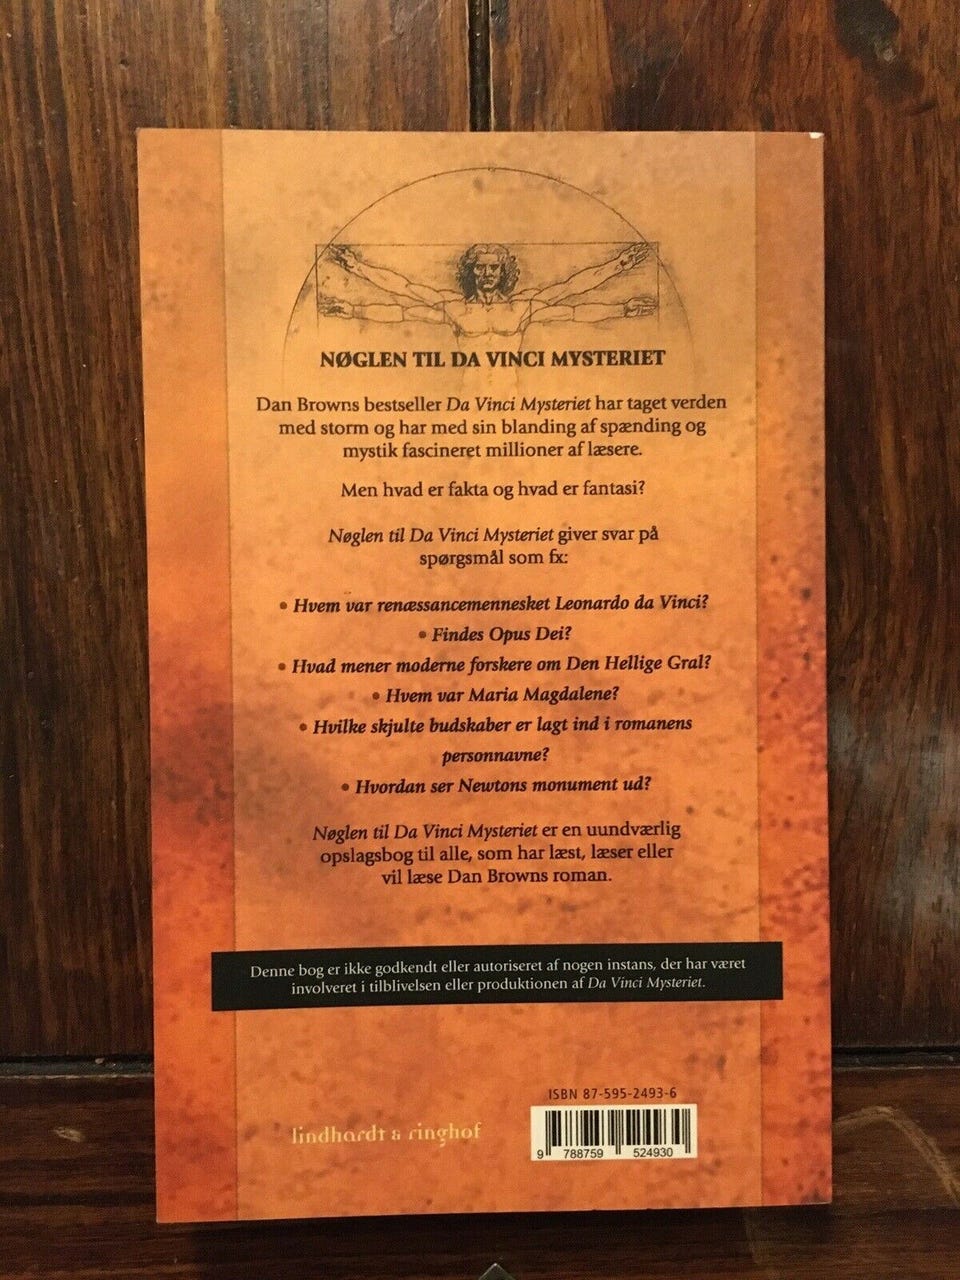 NØGLEN TIL DA VINCI MYSTERIET
Dan Browns bestseller Da Vinci Mysteriet har taget verden
med storm og har med sin blanding af spænding og
mystik fascineret millioner af læsere.
Men hvad er fakta og hvad er fantasi?
Nøglen til Da Vinci Mysteriet giver svar på
spørgsmål som fx:
• Hvem var renæssancemennesket Leonardo da Vinci?
• Findes Opus Dei?
• Hvad mener moderne forskere om Den Hellige Gral?
• Hvem var Maria Magdalene?
• Hvilke skjulte budskaber er lagt ind i romanens
personnavne?
• Hvordan ser Newtons monument ud?
Nøglen til Da Vinci Mysteriet er en uundværlig
opslagsbog til alle, som har læst, læser eller
vil læse Dan Browns roman.
Denne bog er ikke godkendt eller autoriseret af nogen instans, der har været
involveret i tilblivelsen eller produktionen af Da Vinci Mysteriet.
ISBN 87-595-2493-6
lindhardt & ringhof
9 788759 524930